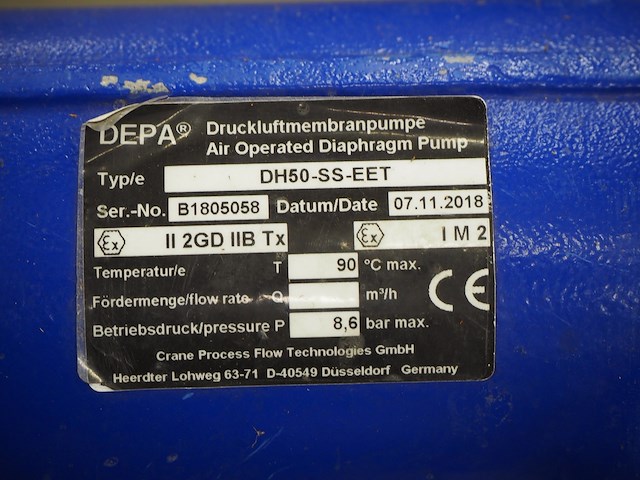 DEPA® Druckluftmembranpumpe
Air Operated Diaphragm Pump
Typ/e DH50-SS-EET
Ser.-No. B1805058 Datum/Date 07.11.2018
Ex II 2GD IIB Tx Ex I M 2
Temperatur/e T 90 °C max.
Fördermenge/flow rate Q m³/h
Betriebsdruck/pressure P 8,6 bar max.
CE
Crane Process Flow Technologies GmbH
Heerdter Lohweg 63-71 D-40549 Düsseldorf Germany